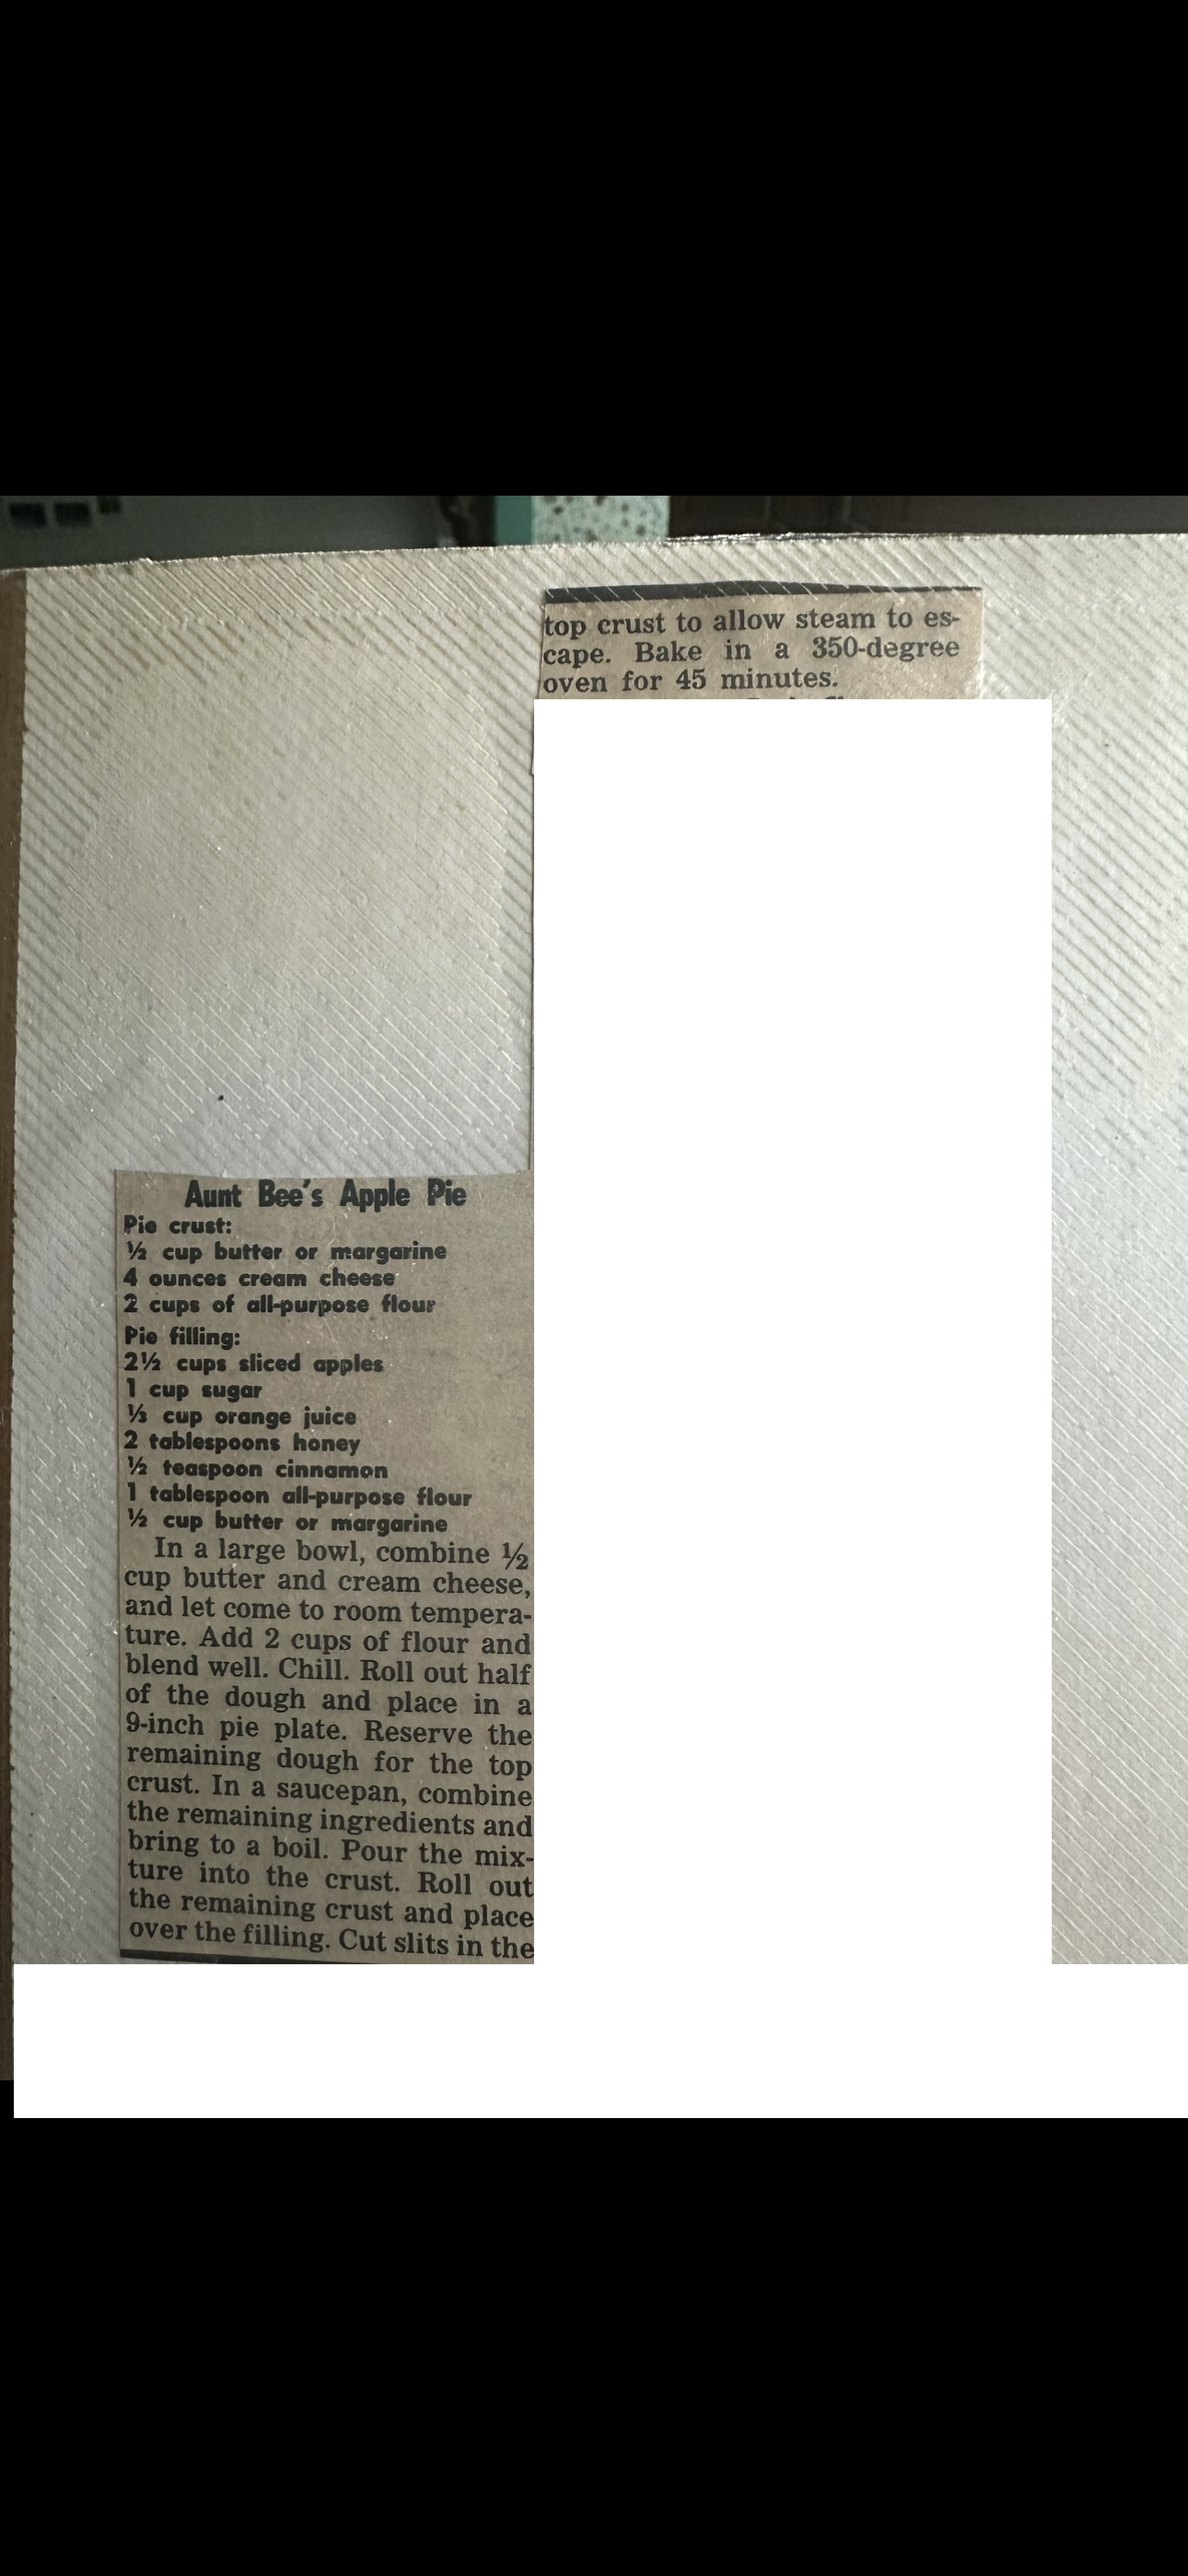 Aunt Bee's Apple Pie
Pie crust:
½ cup butter or margarine
4 ounces cream cheese
2 cups of all-purpose flour
Pie filling:
2½ cups sliced apples
1 cup sugar
⅓ cup orange juice
2 tablespoons honey
½ teaspoon cinnamon
1 tablespoon all-purpose flour
½ cup butter or margarine
In a large bowl, combine ½
cup butter and cream cheese,
and let come to room tempera-
ture. Add 2 cups of flour and
blend well. Chill. Roll out half
of the dough and place in a
9-inch pie plate. Reserve the
remaining dough for the top
crust. In a saucepan, combine
the remaining ingredients and
bring to a boil. Pour the mix-
ture into the crust. Roll out
the remaining crust and place
over the filling. Cut slits in the
top crust to allow steam to es-
cape. Bake in a 350-degree
oven for 45 minutes.